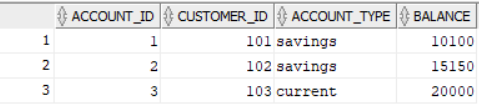 ACCOUNT_ID CUSTOMER_ID ACCOUNT_TYPE BALANCE
1 1 101 savings 10100
2 2 102 savings 15150
3 3 103 current 20000